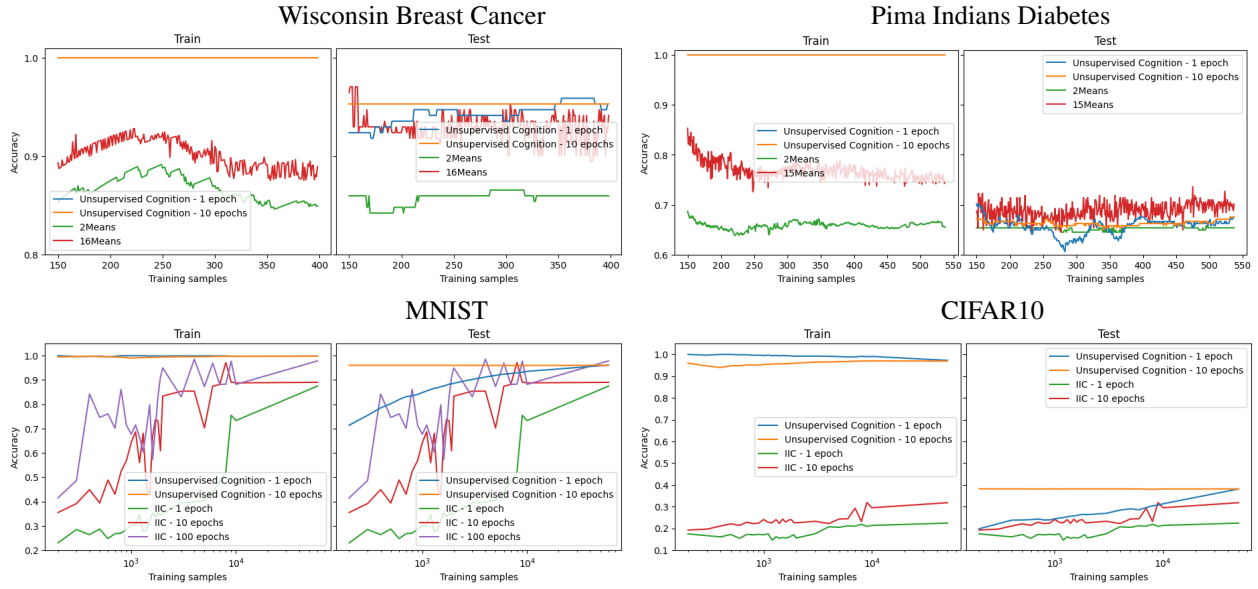 Wisconsin Breast Cancer
Train
Test
Accuracy
1.0
0.9
0.8
Unsupervised Cognition - 1 epoch
Unsupervised Cognition - 10 epochs
2Means
16Means
150 200 250 300 350 400
Training samples
Unsupervised Cognition - 1 epoch
Unsupervised Cognition - 10 epochs
2Means
16Means
150 200 250 300 350 400
Training samples
Pima Indians Diabetes
Train
Test
Accuracy
1.0
0.9
0.8
0.7
0.6
Unsupervised Cognition - 1 epoch
Unsupervised Cognition - 10 epochs
2Means
15Means
150 200 250 300 350 400 450 500 550
Training samples
Unsupervised Cognition - 1 epoch
Unsupervised Cognition - 10 epochs
2Means
15Means
150 200 250 300 350 400 450 500 550
Training samples
MNIST
Train
Test
Accuracy
1.0
0.9
0.8
0.7
0.6
0.5
0.4
0.3
0.2
Unsupervised Cognition - 1 epoch
Unsupervised Cognition - 10 epochs
IIC - 1 epoch
IIC - 10 epochs
IIC - 100 epochs
10³ 10⁴
Training samples
Unsupervised Cognition - 1 epoch
Unsupervised Cognition - 10 epochs
IIC - 1 epoch
IIC - 10 epochs
IIC - 100 epochs
10³ 10⁴
Training samples
CIFAR10
Train
Test
Accuracy
1.0
0.9
0.8
0.7
0.6
0.5
0.4
0.3
0.2
0.1
Unsupervised Cognition - 1 epoch
Unsupervised Cognition - 10 epochs
IIC - 1 epoch
IIC - 10 epochs
10³ 10⁴
Training samples
Unsupervised Cognition - 1 epoch
Unsupervised Cognition - 10 epochs
IIC - 1 epoch
IIC - 10 epochs
10³ 10⁴
Training samples